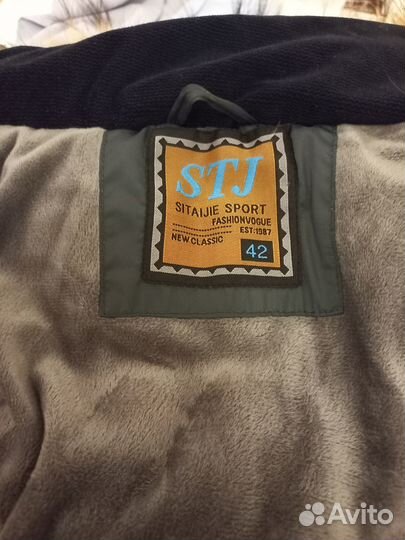 STJ
SITAIJIE SPORT
FASHIONVOGUE
EST:1987
NEW CLASSIC
42
Avito